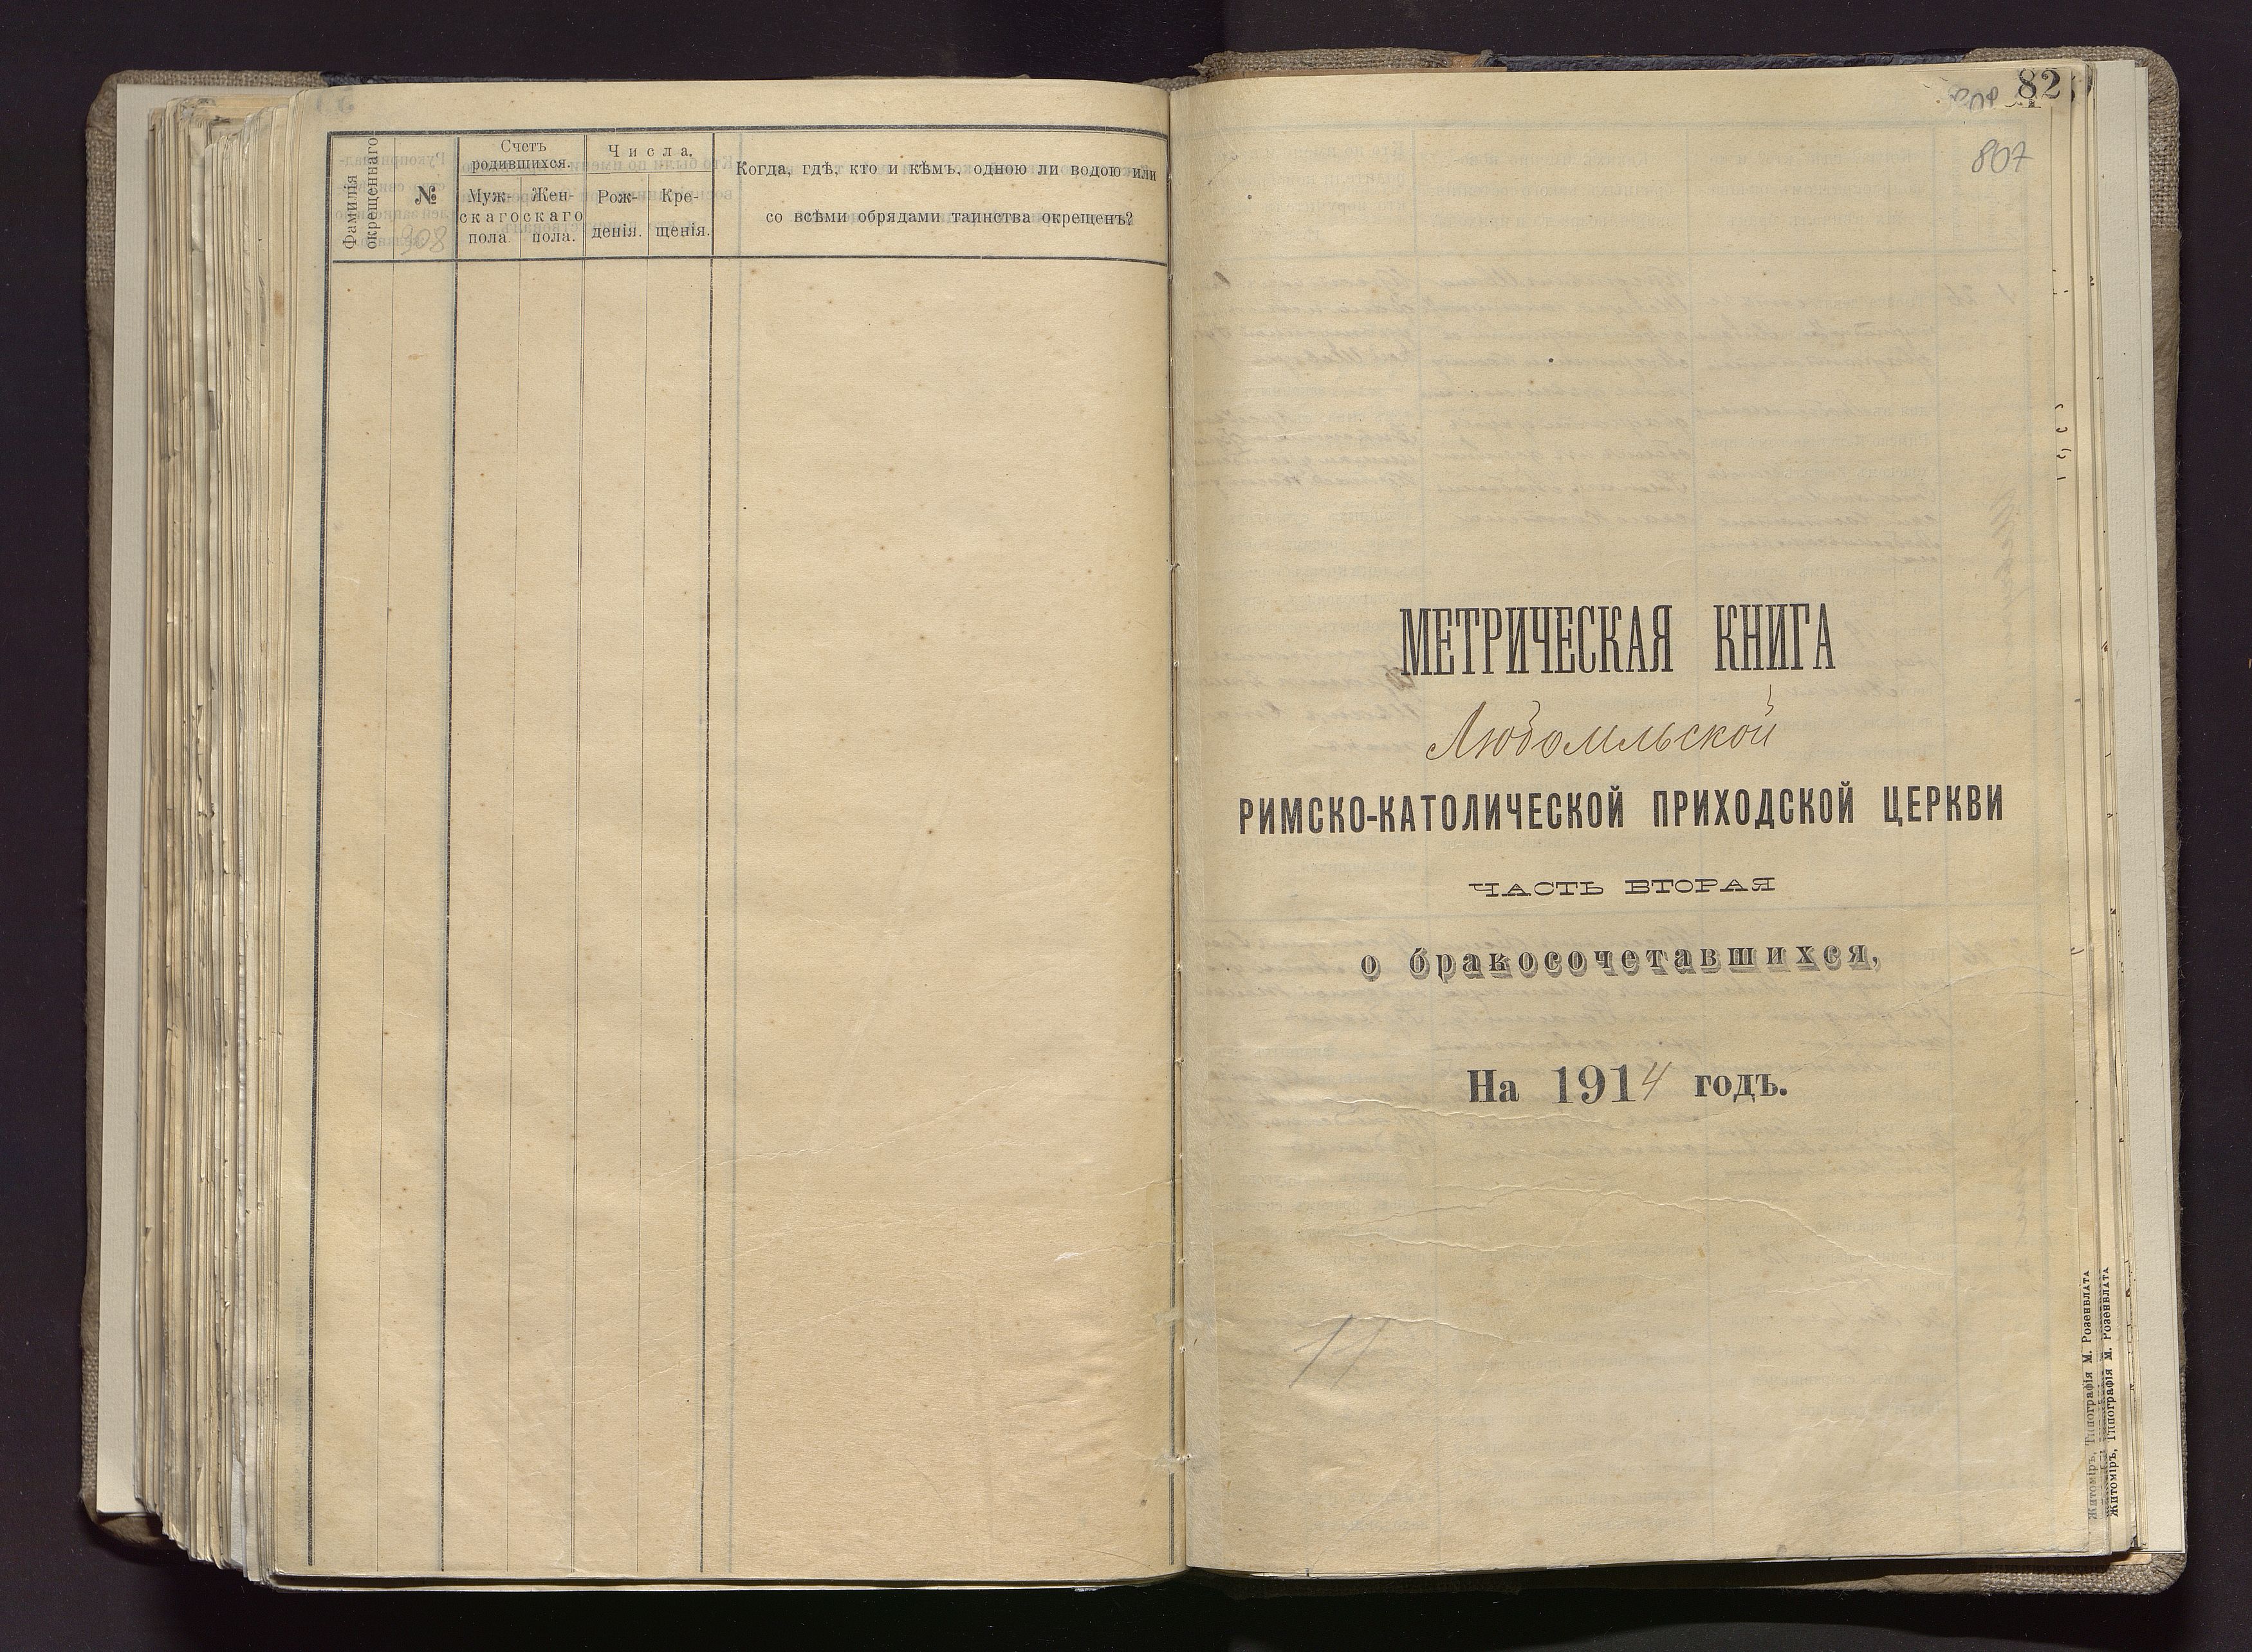 Фамилія
окрещеннаго
№
908
Счетъ
родившихся.
Муж-
скаго
пола
Жен-
скаго
пола.
Числа.
Рож-
денія.
Кре-
щенія.
Когда, гдѣ, кто и кѣмъ, одною ли водою или
со всѣми обрядами таинства окрещенъ?
82
807
МЕТРИЧЕСКАЯ КНИГА
Любомльской
РИМСКО-КАТОЛИЧЕСКОЙ ПРИХОДСКОЙ ЦЕРКВИ
ЧАСТЬ ВТОРАЯ
о бракосочетавшихся,
На 1914 годъ.
11
Житоміръ, Типографія М. Розенблата
Житоміръ, Типографія М. Розенблата